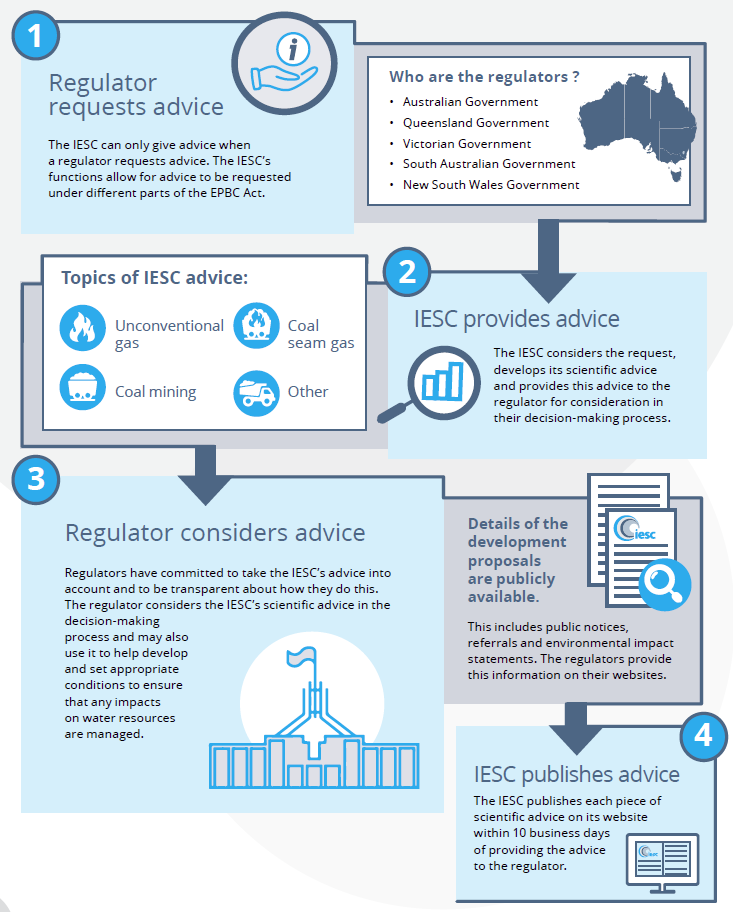 1
Regulator
requests advice
The IESC can only give advice when
a regulator requests advice. The IESC's
functions allow for advice to be requested
under different parts of the EPBC Act.
i
Who are the regulators ?
• Australian Government
• Queensland Government
• Victorian Government
• South Australian Government
• New South Wales Government
2
IESC provides advice
The IESC considers the request,
develops its scientific advice
and provides this advice to the
regulator for consideration in
their decision-making process.
Topics of IESC advice:
Unconventional
gas
Coal
seam gas
Coal mining
Other
3
Regulator considers advice
Regulators have committed to take the IESC's advice into
account and to be transparent about how they do this.
The regulator considers the IESC's scientific advice in the
decision-making
process and may also
use it to help develop
and set appropriate
conditions to ensure
that any impacts
on water resources
are managed.
Details of the
development
proposals
are publicly
available.
iesc
This includes public notices,
referrals and environmental impact
statements. The regulators provide
this information on their websites.
4
IESC publishes advice
The IESC publishes each piece of
scientific advice on its website
within 10 business days
of providing the advice
to the regulator.
iesc